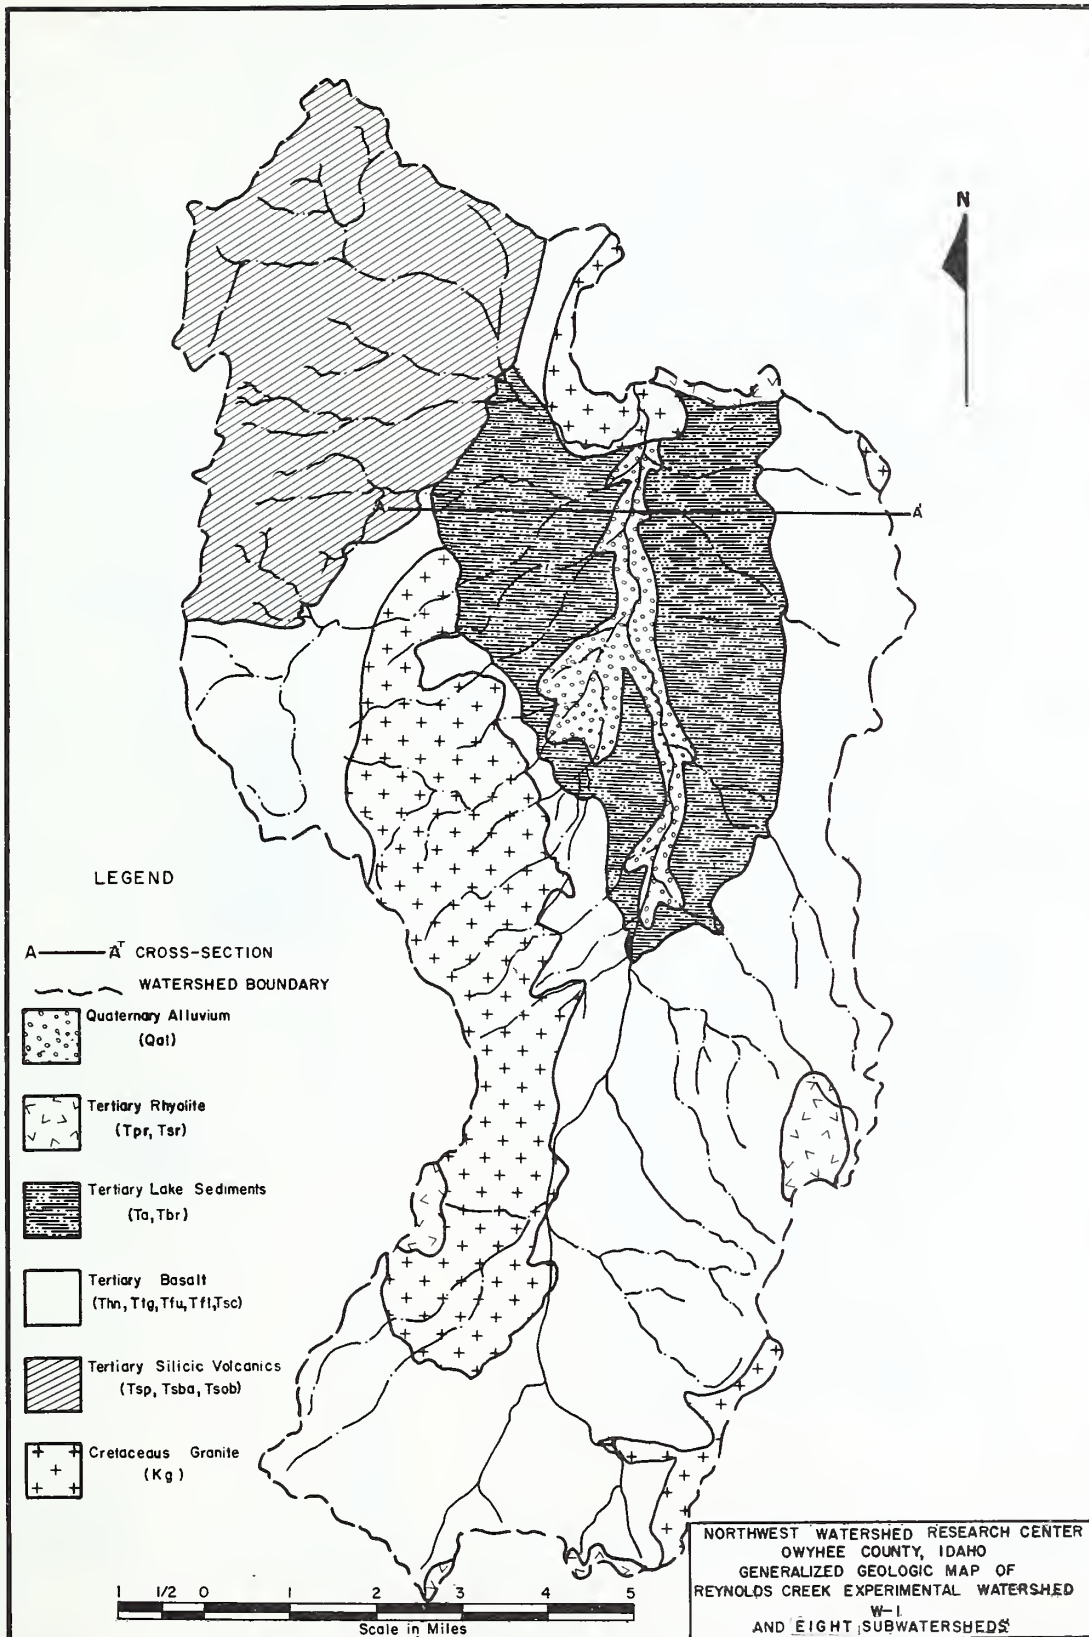 N
A A'
LEGEND
A A' CROSS-SECTION
WATERSHED BOUNDARY
Quaternary Alluvium
(Qal)
Tertiary Rhyolite
(Tpr, Tsr)
Tertiary Lake Sediments
(Ta, Tbr)
Tertiary Basalt
(Thn, Ttg, Tfu, Tfl, Tsc)
Tertiary Silicic Volcanics
(Tsp, Tsba, Tsob)
Cretaceous Granite
(Kg)
1 1/2 0 1 2 3 4 5
Scale in Miles
NORTHWEST WATERSHED RESEARCH CENTER
OWYHEE COUNTY, IDAHO
GENERALIZED GEOLOGIC MAP OF
REYNOLDS CREEK EXPERIMENTAL WATERSHED
W-1
AND EIGHT SUBWATERSHEDS